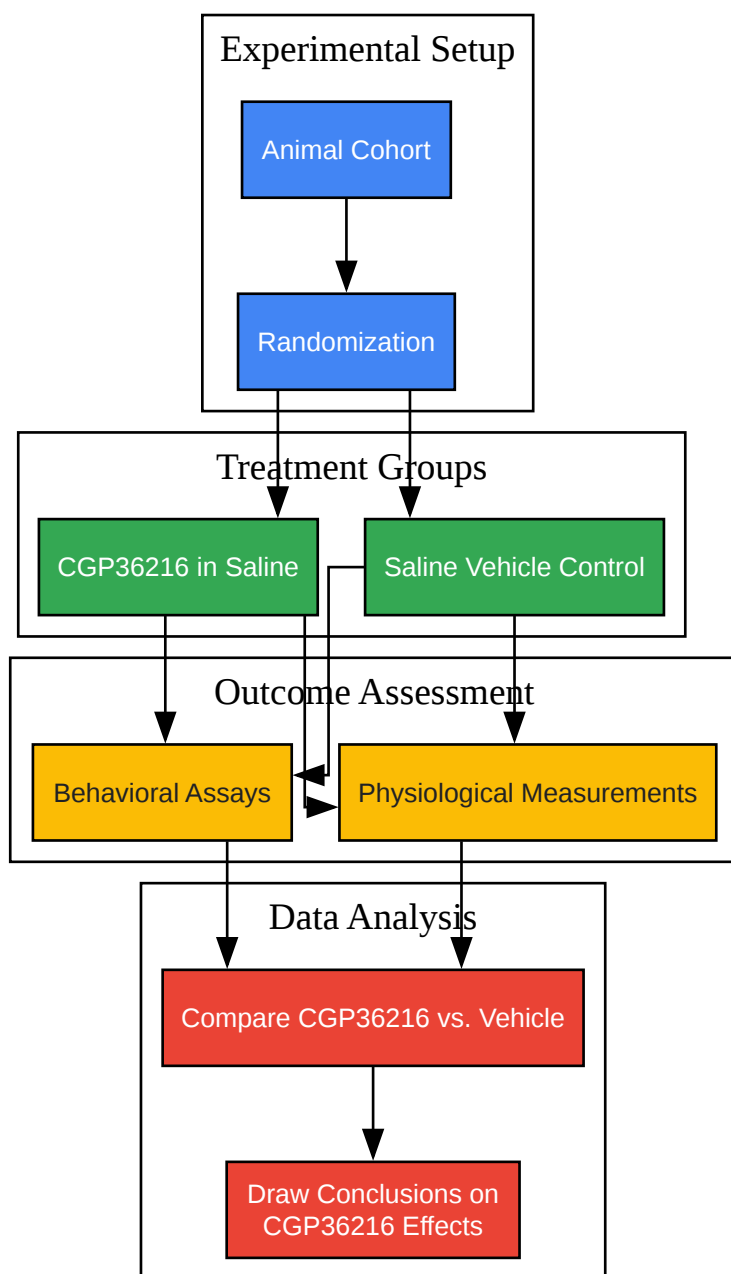 Experimental Setup
Animal Cohort
Randomization
Treatment Groups
CGP36216 in Saline
Saline Vehicle Control
Outcome Assessment
Behavioral Assays
Physiological Measurements
Data Analysis
Compare CGP36216 vs. Vehicle
Draw Conclusions on
CGP36216 Effects